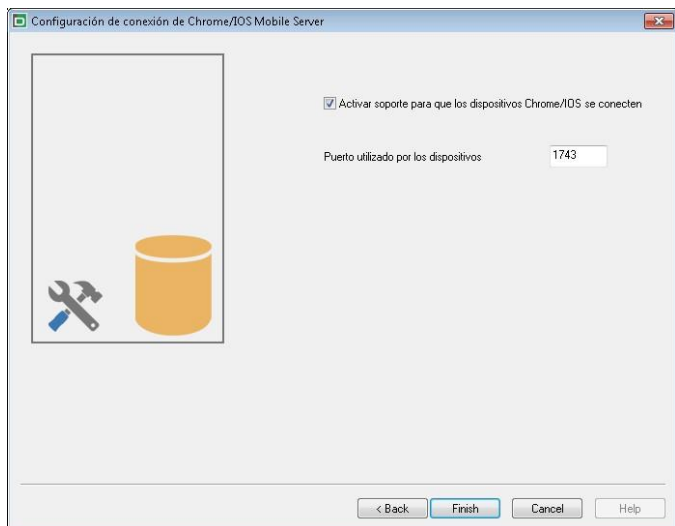 Configuración de conexión de Chrome/IOS Mobile Server
Activar soporte para que los dispositivos Chrome/IOS se conecten
Puerto utilizado por los dispositivos 1743
< Back Finish Cancel Help